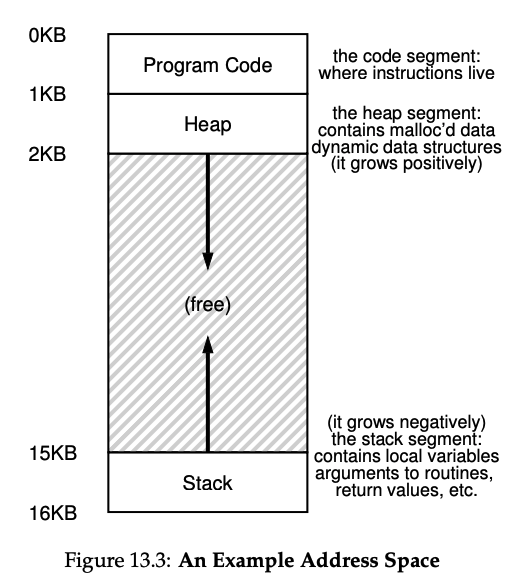 0KB
Program Code
the code segment:
where instructions live
1KB
Heap
the heap segment:
contains malloc'd data
dynamic data structures
(it grows positively)
2KB
(free)
(it grows negatively)
the stack segment:
contains local variables
arguments to routines,
return values, etc.
15KB
Stack
16KB
Figure 13.3: An Example Address Space